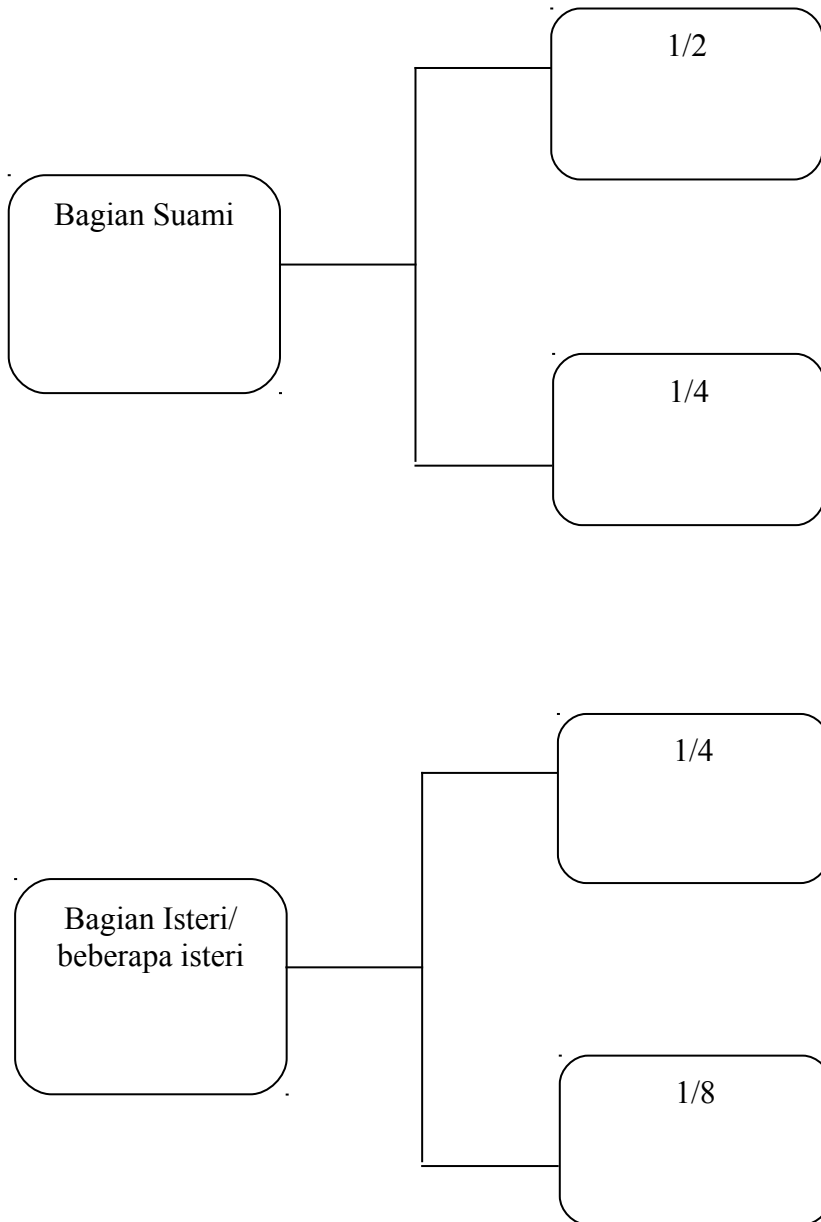 1/2
Bagian Suami
1/4
1/4
Bagian Isteri/
beberapa isteri
1/8